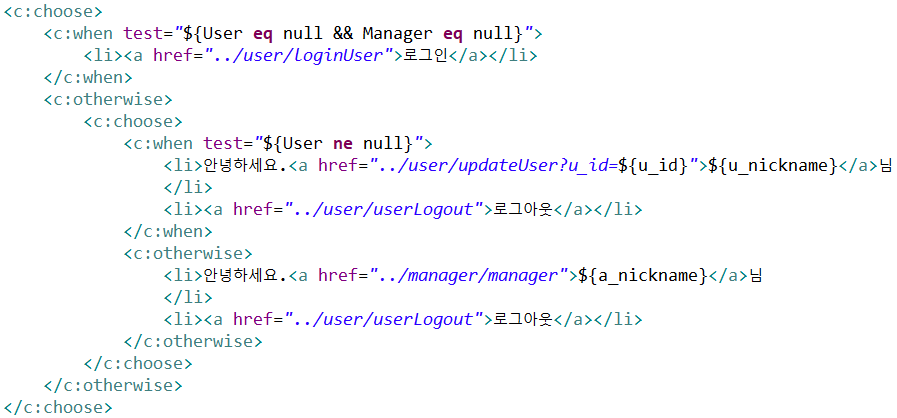 <c:choose>
    <c:when test="${User eq null && Manager eq null}">
        <li><a href="../user/loginUser">로그인</a></li>
    </c:when>
    <c:otherwise>
        <c:choose>
            <c:when test="${User ne null}">
                <li>안녕하세요.<a href="../user/updateUser?u_id=${u_id}">${u_nickname}</a>님
                </li>
                <li><a href="../user/userLogout">로그아웃</a></li>
            </c:when>
            <c:otherwise>
                <li>안녕하세요.<a href="../manager/manager">${a_nickname}</a>님
                </li>
                <li><a href="../user/userLogout">로그아웃</a></li>
            </c:otherwise>
        </c:choose>
    </c:otherwise>
</c:choose>